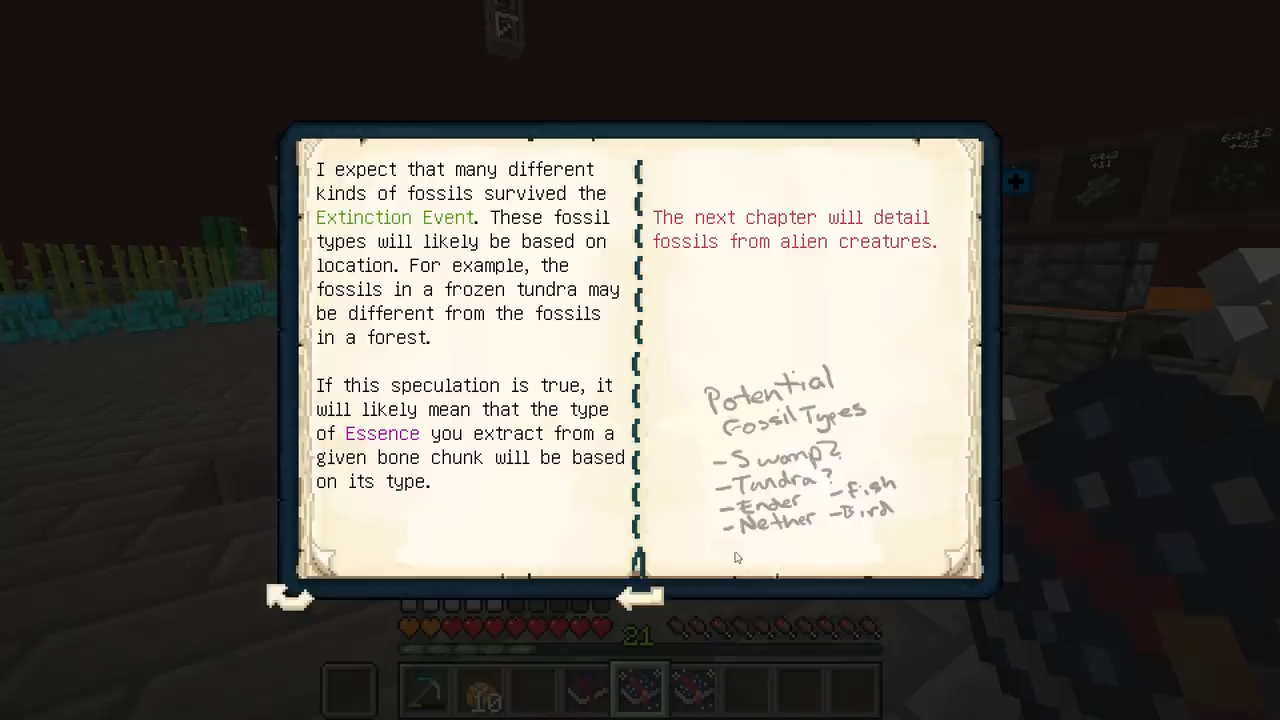 I expect that many different
kinds of fossils survived the
Extinction Event. These fossil
types will likely be based on
location. For example, the
fossils in a frozen tundra may
be different from the fossils
in a forest.
If this speculation is true, it
will likely mean that the type
of Essence you extract from a
given bone chunk will be based
on its type.
The next chapter will detail
fossils from alien creatures.
Potential
Fossil Types
- Swamp?
- Tundra?
- Ender - Fish
- Nether - Bird
21
10